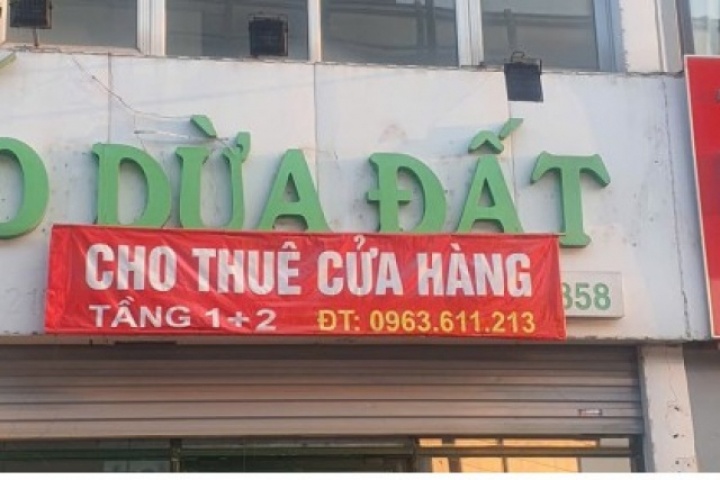 O DỪA ĐẤT
CHO THUÊ CỬA HÀNG
TẦNG 1+2 ĐT: 0963.611.213
858